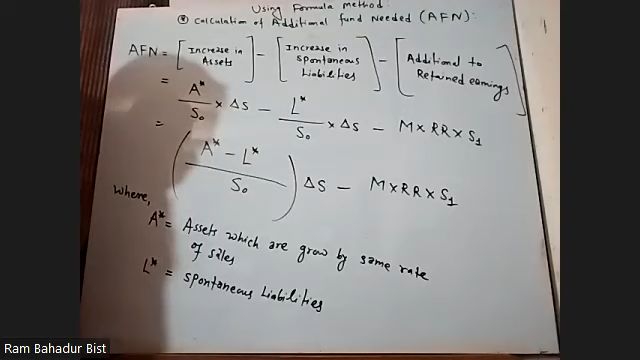 Using Formula Method:
* Calculation of Additional fund Needed (AFN):
AFN = [Increase in Assets] - [Increase in Spontaneous Liabilities] - [Additional to Retained earnings]
= A*/S₀ × ΔS - L*/S₀ × ΔS - M×RR×S₁
= (A* - L* / S₀) ΔS - M×RR×S₁
Where,
A* = Assets which are grow by same rate
of sales
L* = Spontaneous Liabilities
Ram Bahadur Bist